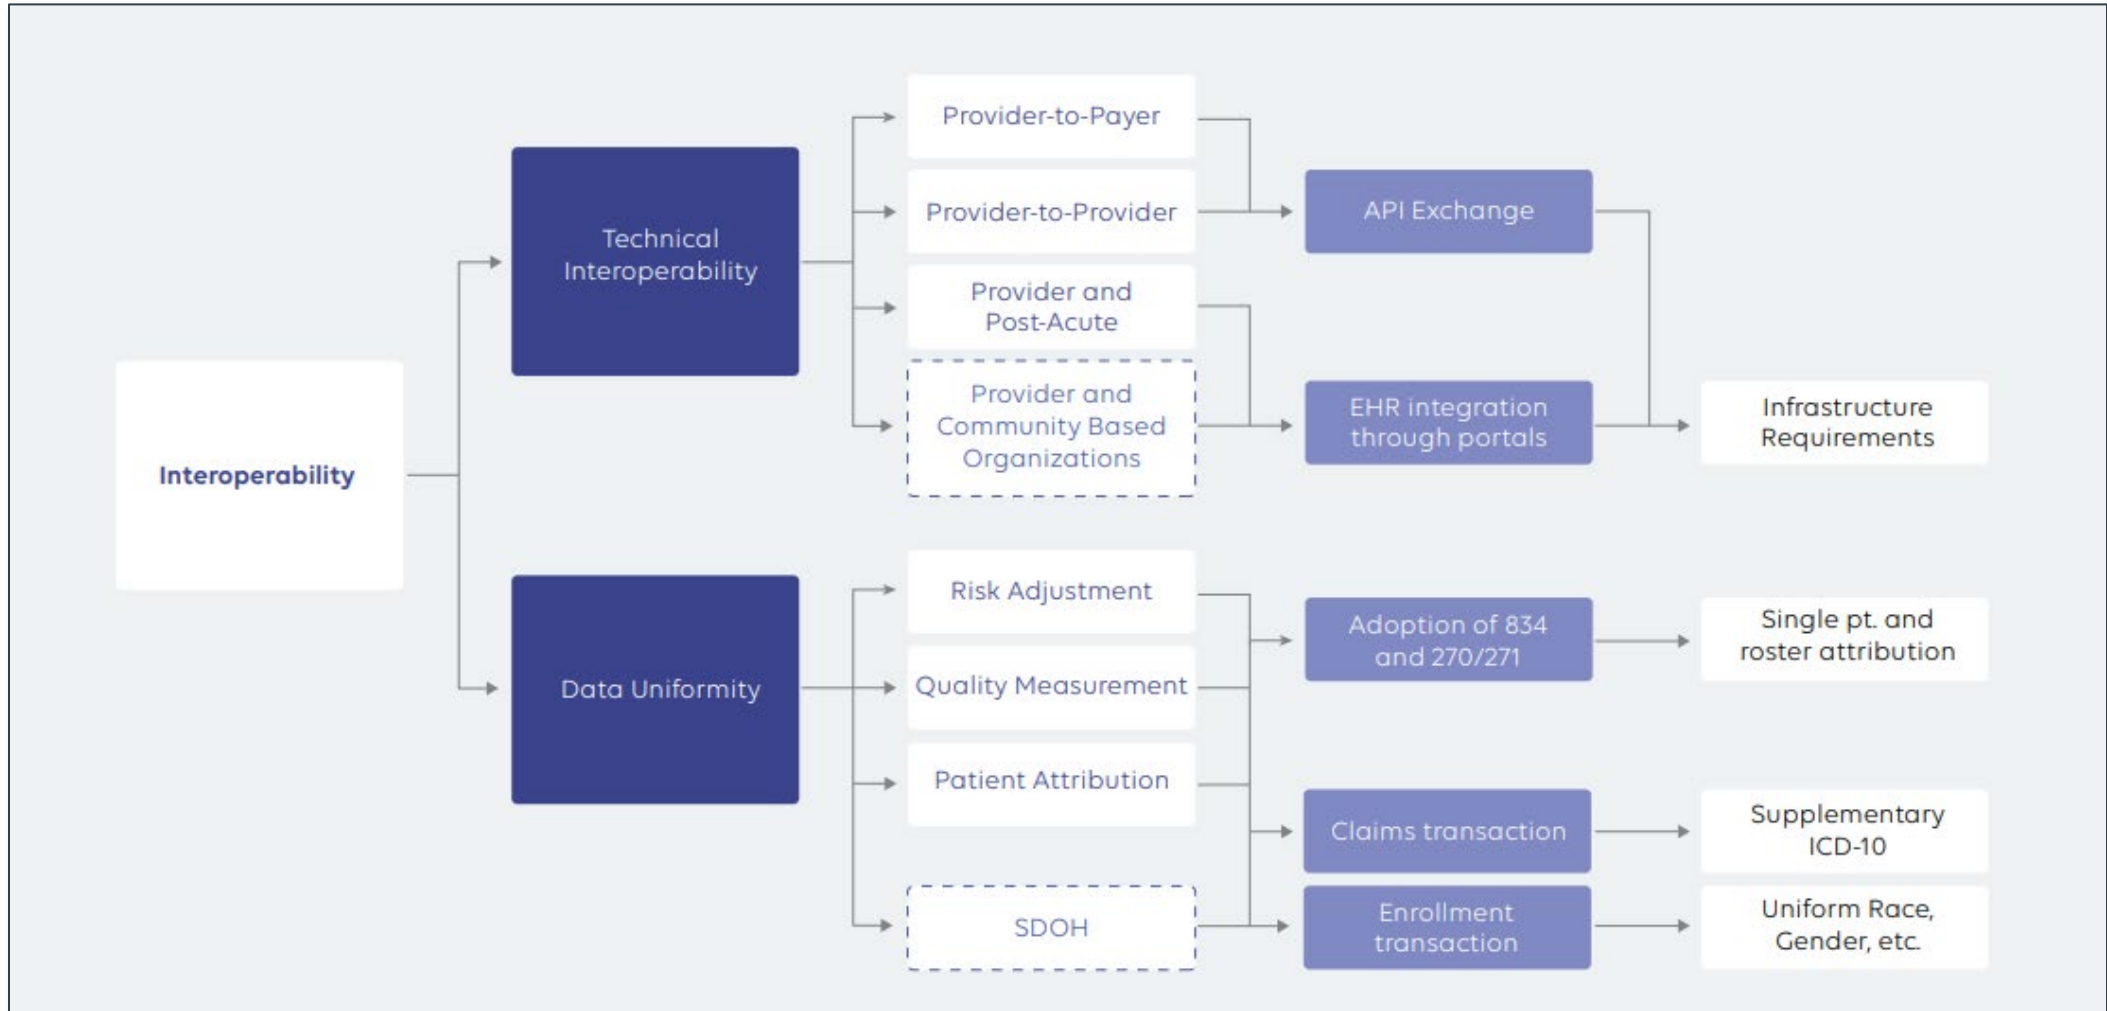 Interoperability
Technical
Interoperability
Data Uniformity
Provider-to-Payer
Provider-to-Provider
Provider and
Post-Acute
Provider and
Community Based
Organizations
Risk Adjustment
Quality Measurement
Patient Attribution
SDOH
API Exchange
EHR integration
through portals
Adoption of 834
and 270/271
Claims transaction
Enrollment
transaction
Infrastructure
Requirements
Single pt. and
roster attribution
Supplementary
ICD-10
Uniform Race,
Gender, etc.